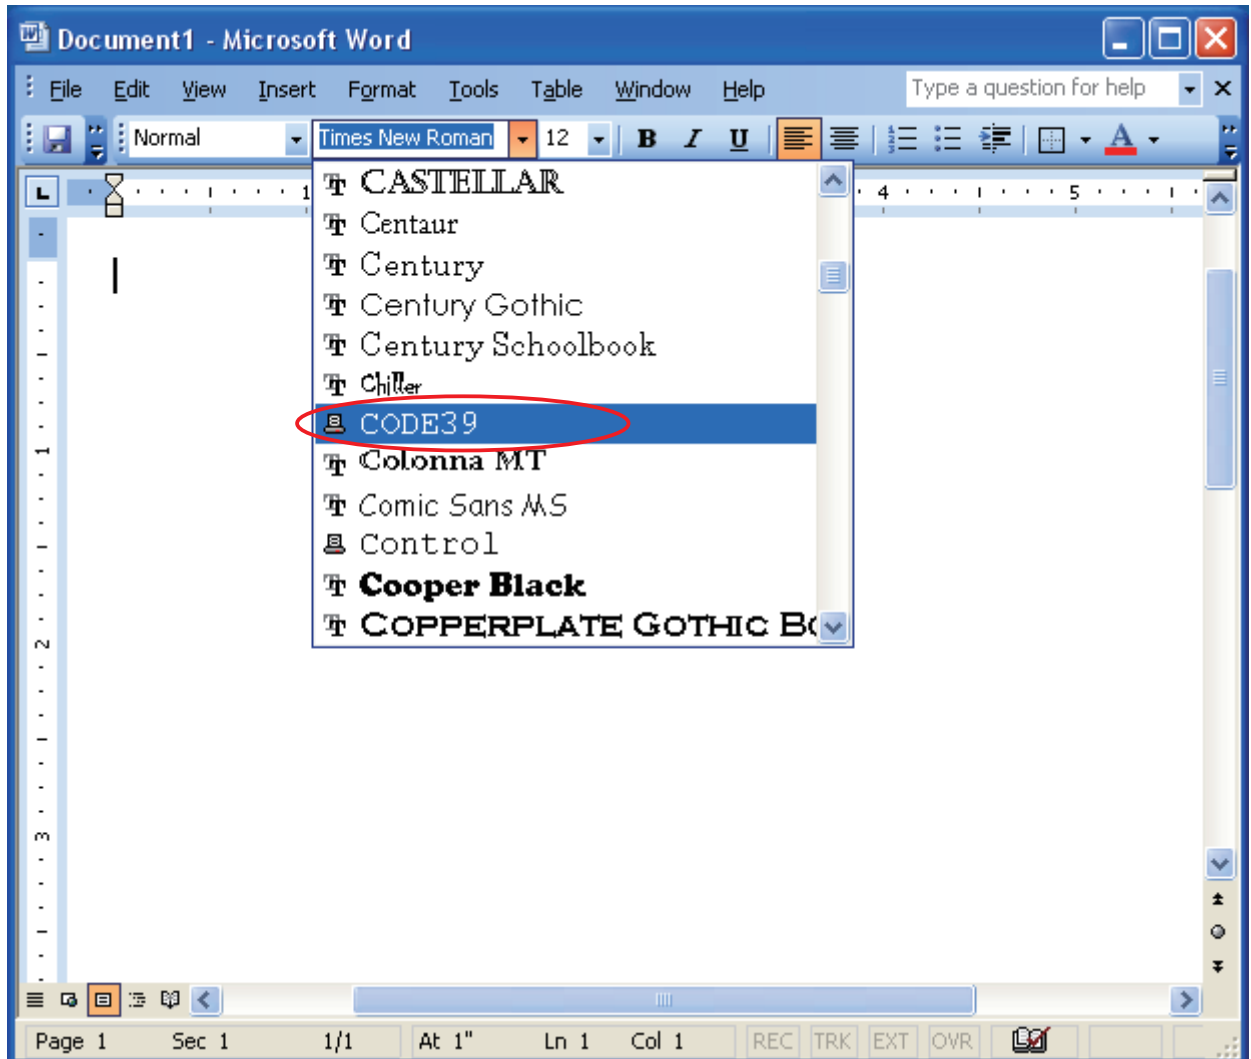 Document1 - Microsoft Word
File Edit View Insert Format Tools Table Window Help Type a question for help
Normal Times New Roman 12 B I U A
L 1 4 5
CASTELLAR
Centaur
Century
Century Gothic
Century Schoolbook
Chiller
CODE39
Colonna MT
Comic Sans MS
Control
Cooper Black
COPPERPLATE GOTHIC
1
2
3
Page 1 Sec 1 1/1 At 1" Ln 1 Col 1 REC TRK EXT OVR